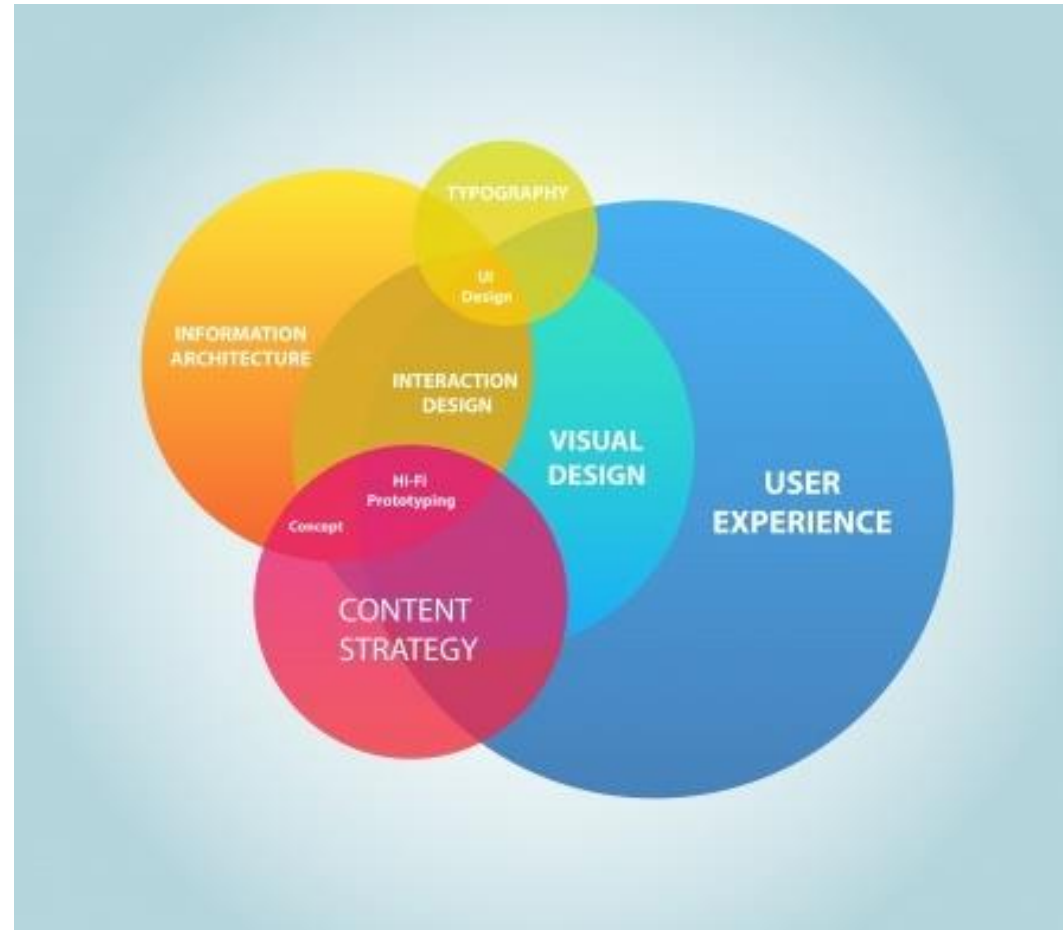 TYPOGRAPHY
UI
Design
INFORMATION
ARCHITECTURE
INTERACTION
DESIGN
VISUAL
DESIGN
USER
EXPERIENCE
Hi-Fi
Prototyping
Concept
CONTENT
STRATEGY